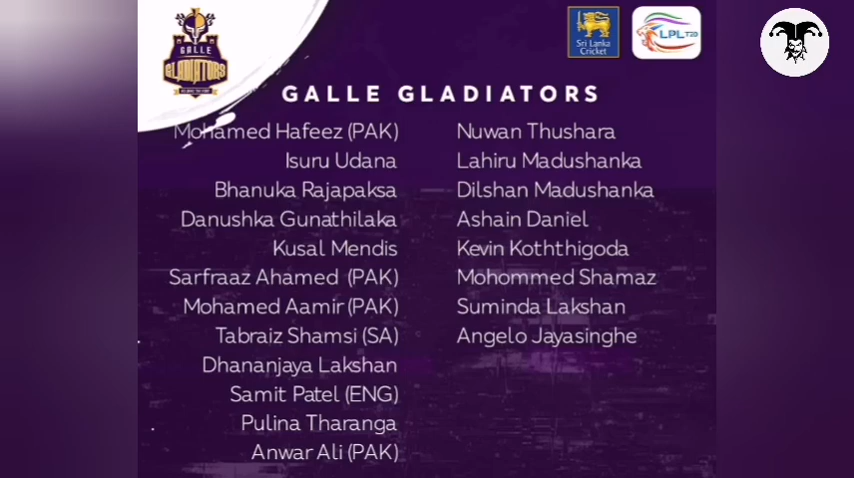 GALLE
GLADIATORS
Sri Lanka
Cricket
LPL T20
GALLE GLADIATORS
Mohamed Hafeez (PAK)
Isuru Udana
Bhanuka Rajapaksa
Danushka Gunathilaka
Kusal Mendis
Sarfraaz Ahamed (PAK)
Mohamed Aamir (PAK)
Tabraiz Shamsi (SA)
Dhananjaya Lakshan
Samit Patel (ENG)
Pulina Tharanga
Anwar Ali (PAK)
Nuwan Thushara
Lahiru Madushanka
Dilshan Madushanka
Ashain Daniel
Kevin Koththigoda
Mohommed Shamaz
Suminda Lakshan
Angelo Jayasinghe